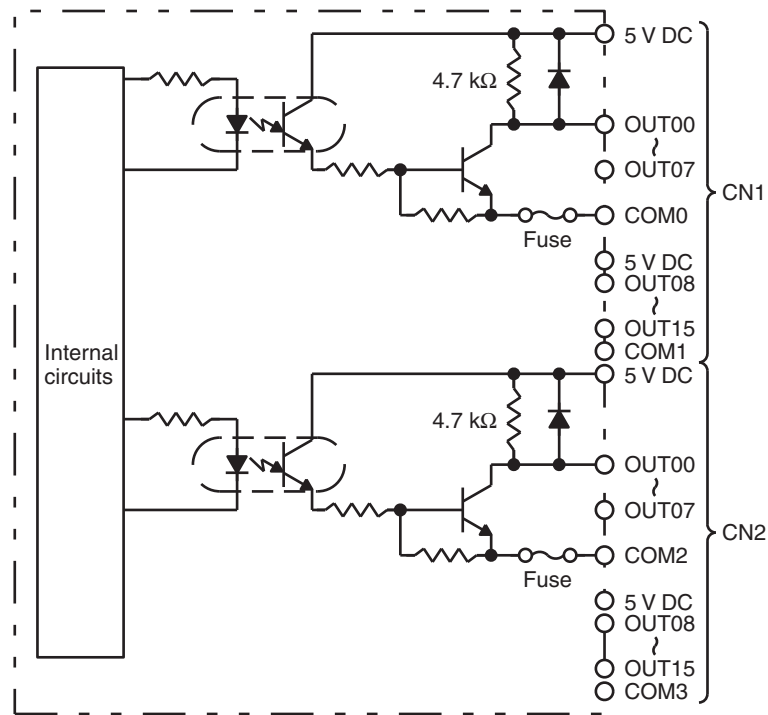 5 V DC
4.7 kΩ
OUT00
~
OUT07
CN1
COM0
Fuse
5 V DC
OUT08
~
OUT15
Internal
circuits
COM1
5 V DC
4.7 kΩ
OUT00
~
OUT07
CN2
COM2
Fuse
5 V DC
OUT08
~
OUT15
COM3